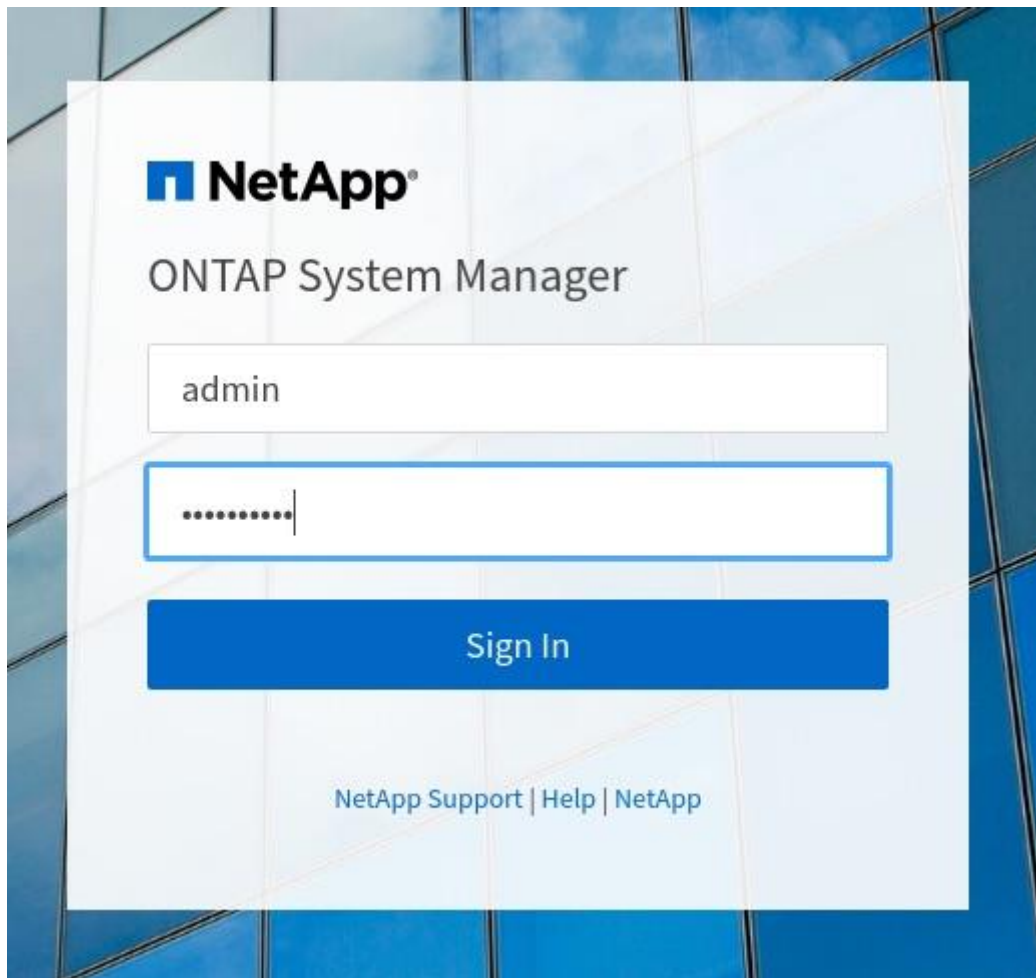 NetApp®
ONTAP System Manager
admin
••••••••••
Sign In
NetApp Support | Help | NetApp